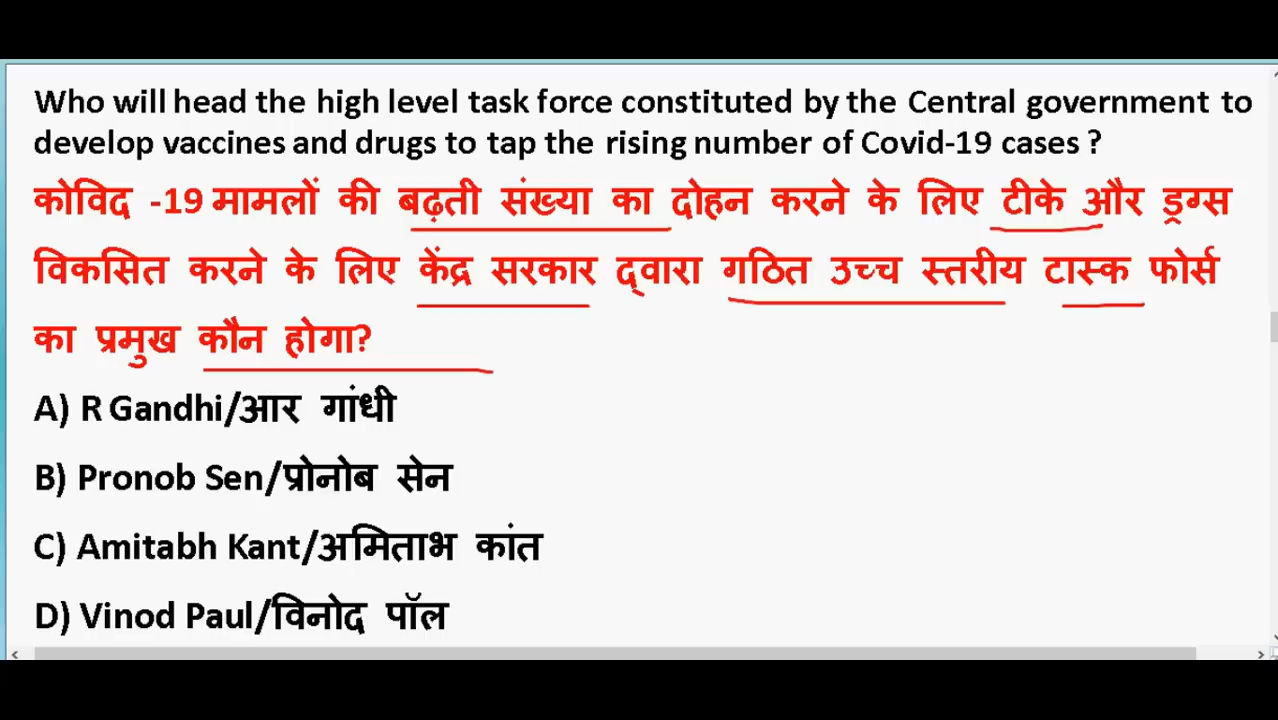 Who will head the high level task force constituted by the Central government to
develop vaccines and drugs to tap the rising number of Covid-19 cases ?
कोविद -19 मामलों की बढ़ती संख्या का दोहन करने के लिए टीके और ड्रग्स
विकसित करने के लिए केंद्र सरकार द्वारा गठित उच्च स्तरीय टास्क फोर्स
का प्रमुख कौन होगा?
A) R Gandhi/आर गांधी
B) Pronob Sen/प्रोनोब सेन
C) Amitabh Kant/अमिताभ कांत
D) Vinod Paul/विनोद पॉल